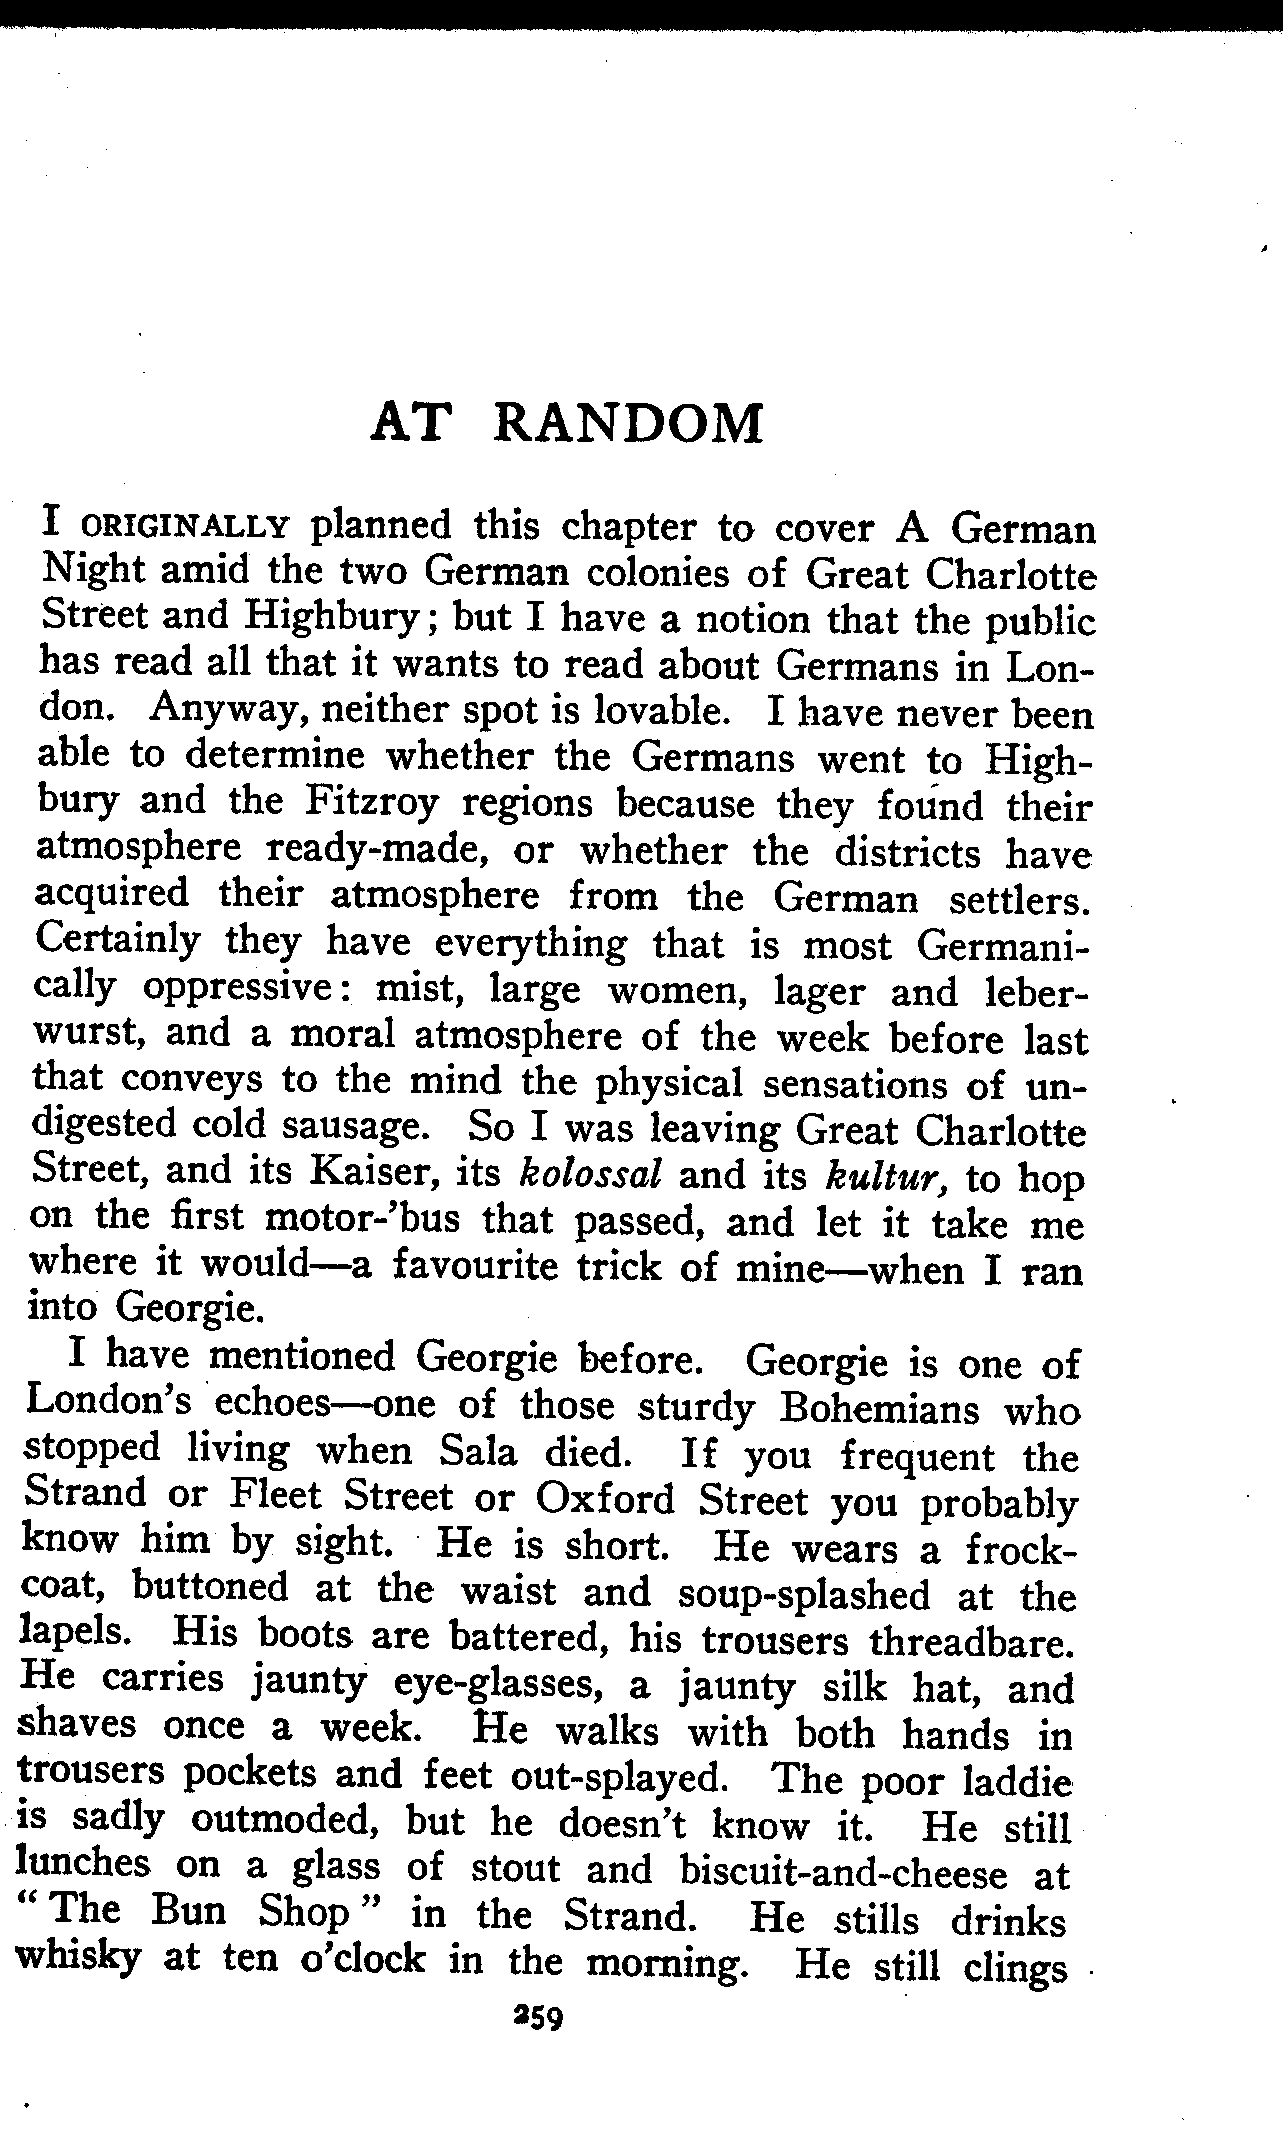 AT RANDOM
I ORIGINALLY planned this chapter to cover A German
Night amid the two German colonies of Great Charlotte
Street and Highbury; but I have a notion that the public
has read all that it wants to read about Germans in Lon-
don. Anyway, neither spot is lovable. I have never been
able to determine whether the Germans went to High-
bury and the Fitzroy regions because they found their
atmosphere ready-made, or whether the districts have
acquired their atmosphere from the German settlers.
Certainly they have everything that is most Germani-
cally oppressive: mist, large women, lager and leber-
wurst, and a moral atmosphere of the week before last
that conveys to the mind the physical sensations of un-
digested cold sausage. So I was leaving Great Charlotte
Street, and its Kaiser, its kolossal and its kultur, to hop
on the first motor-'bus that passed, and let it take me
where it would—a favourite trick of mine—when I ran
into Georgie.
I have mentioned Georgie before. Georgie is one of
London's echoes—one of those sturdy Bohemians who
stopped living when Sala died. If you frequent the
Strand or Fleet Street or Oxford Street you probably
know him by sight. He is short. He wears a frock-
coat, buttoned at the waist and soup-splashed at the
lapels. His boots are battered, his trousers threadbare.
He carries jaunty eye-glasses, a jaunty silk hat, and
shaves once a week. He walks with both hands in
trousers pockets and feet out-splayed. The poor laddie
is sadly outmoded, but he doesn't know it. He still
lunches on a glass of stout and biscuit-and-cheese at
"The Bun Shop" in the Strand. He stills drinks
whisky at ten o'clock in the morning. He still clings
259